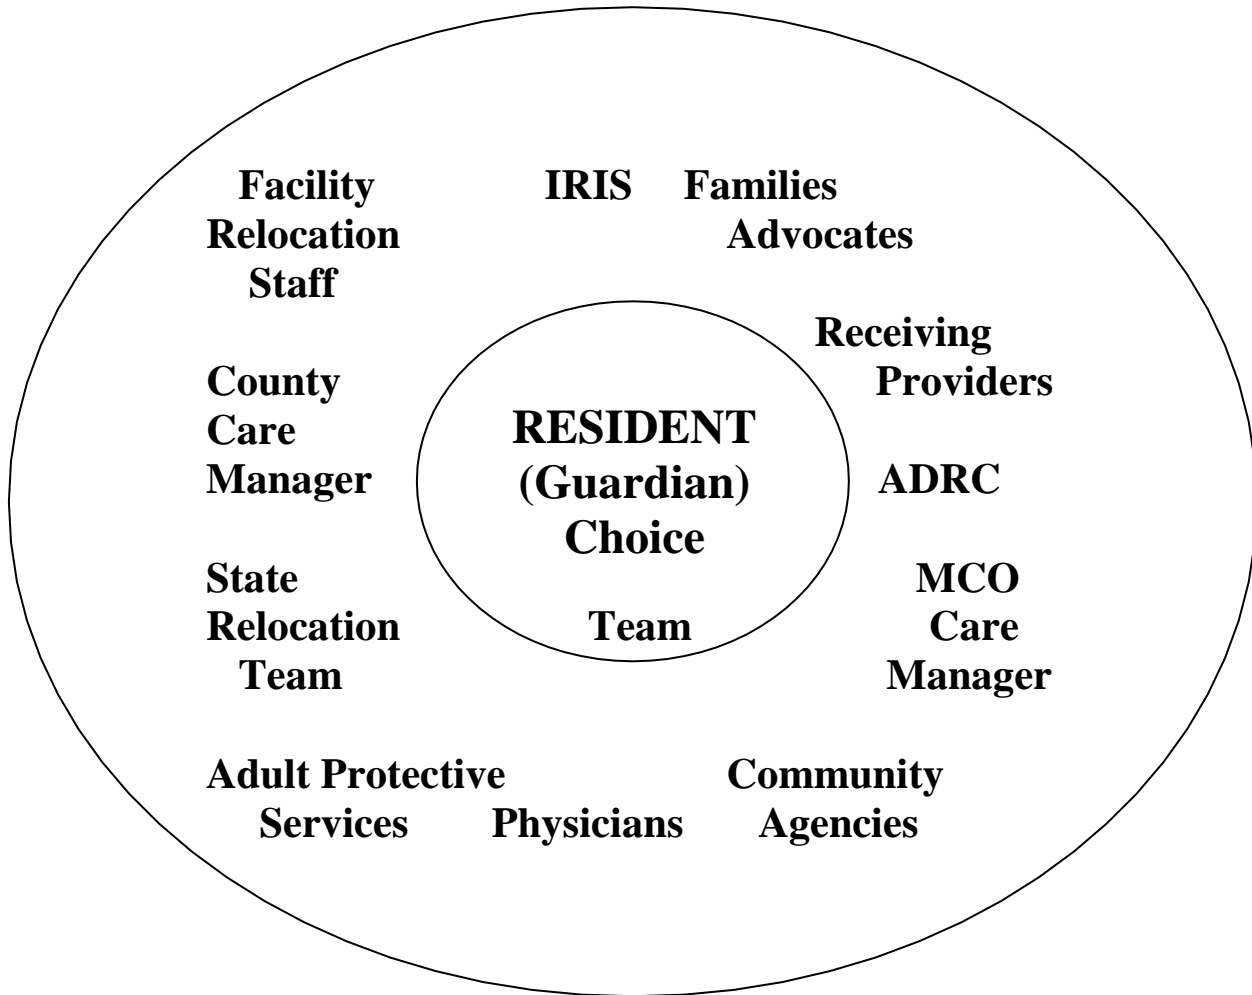 Facility
Relocation
Staff
IRIS
Families
Advocates
Receiving
Providers
County
Care
Manager
RESIDENT
(Guardian)
Choice
Team
ADRC
State
Relocation
Team
MCO
Care
Manager
Adult Protective
Services
Physicians
Community
Agencies